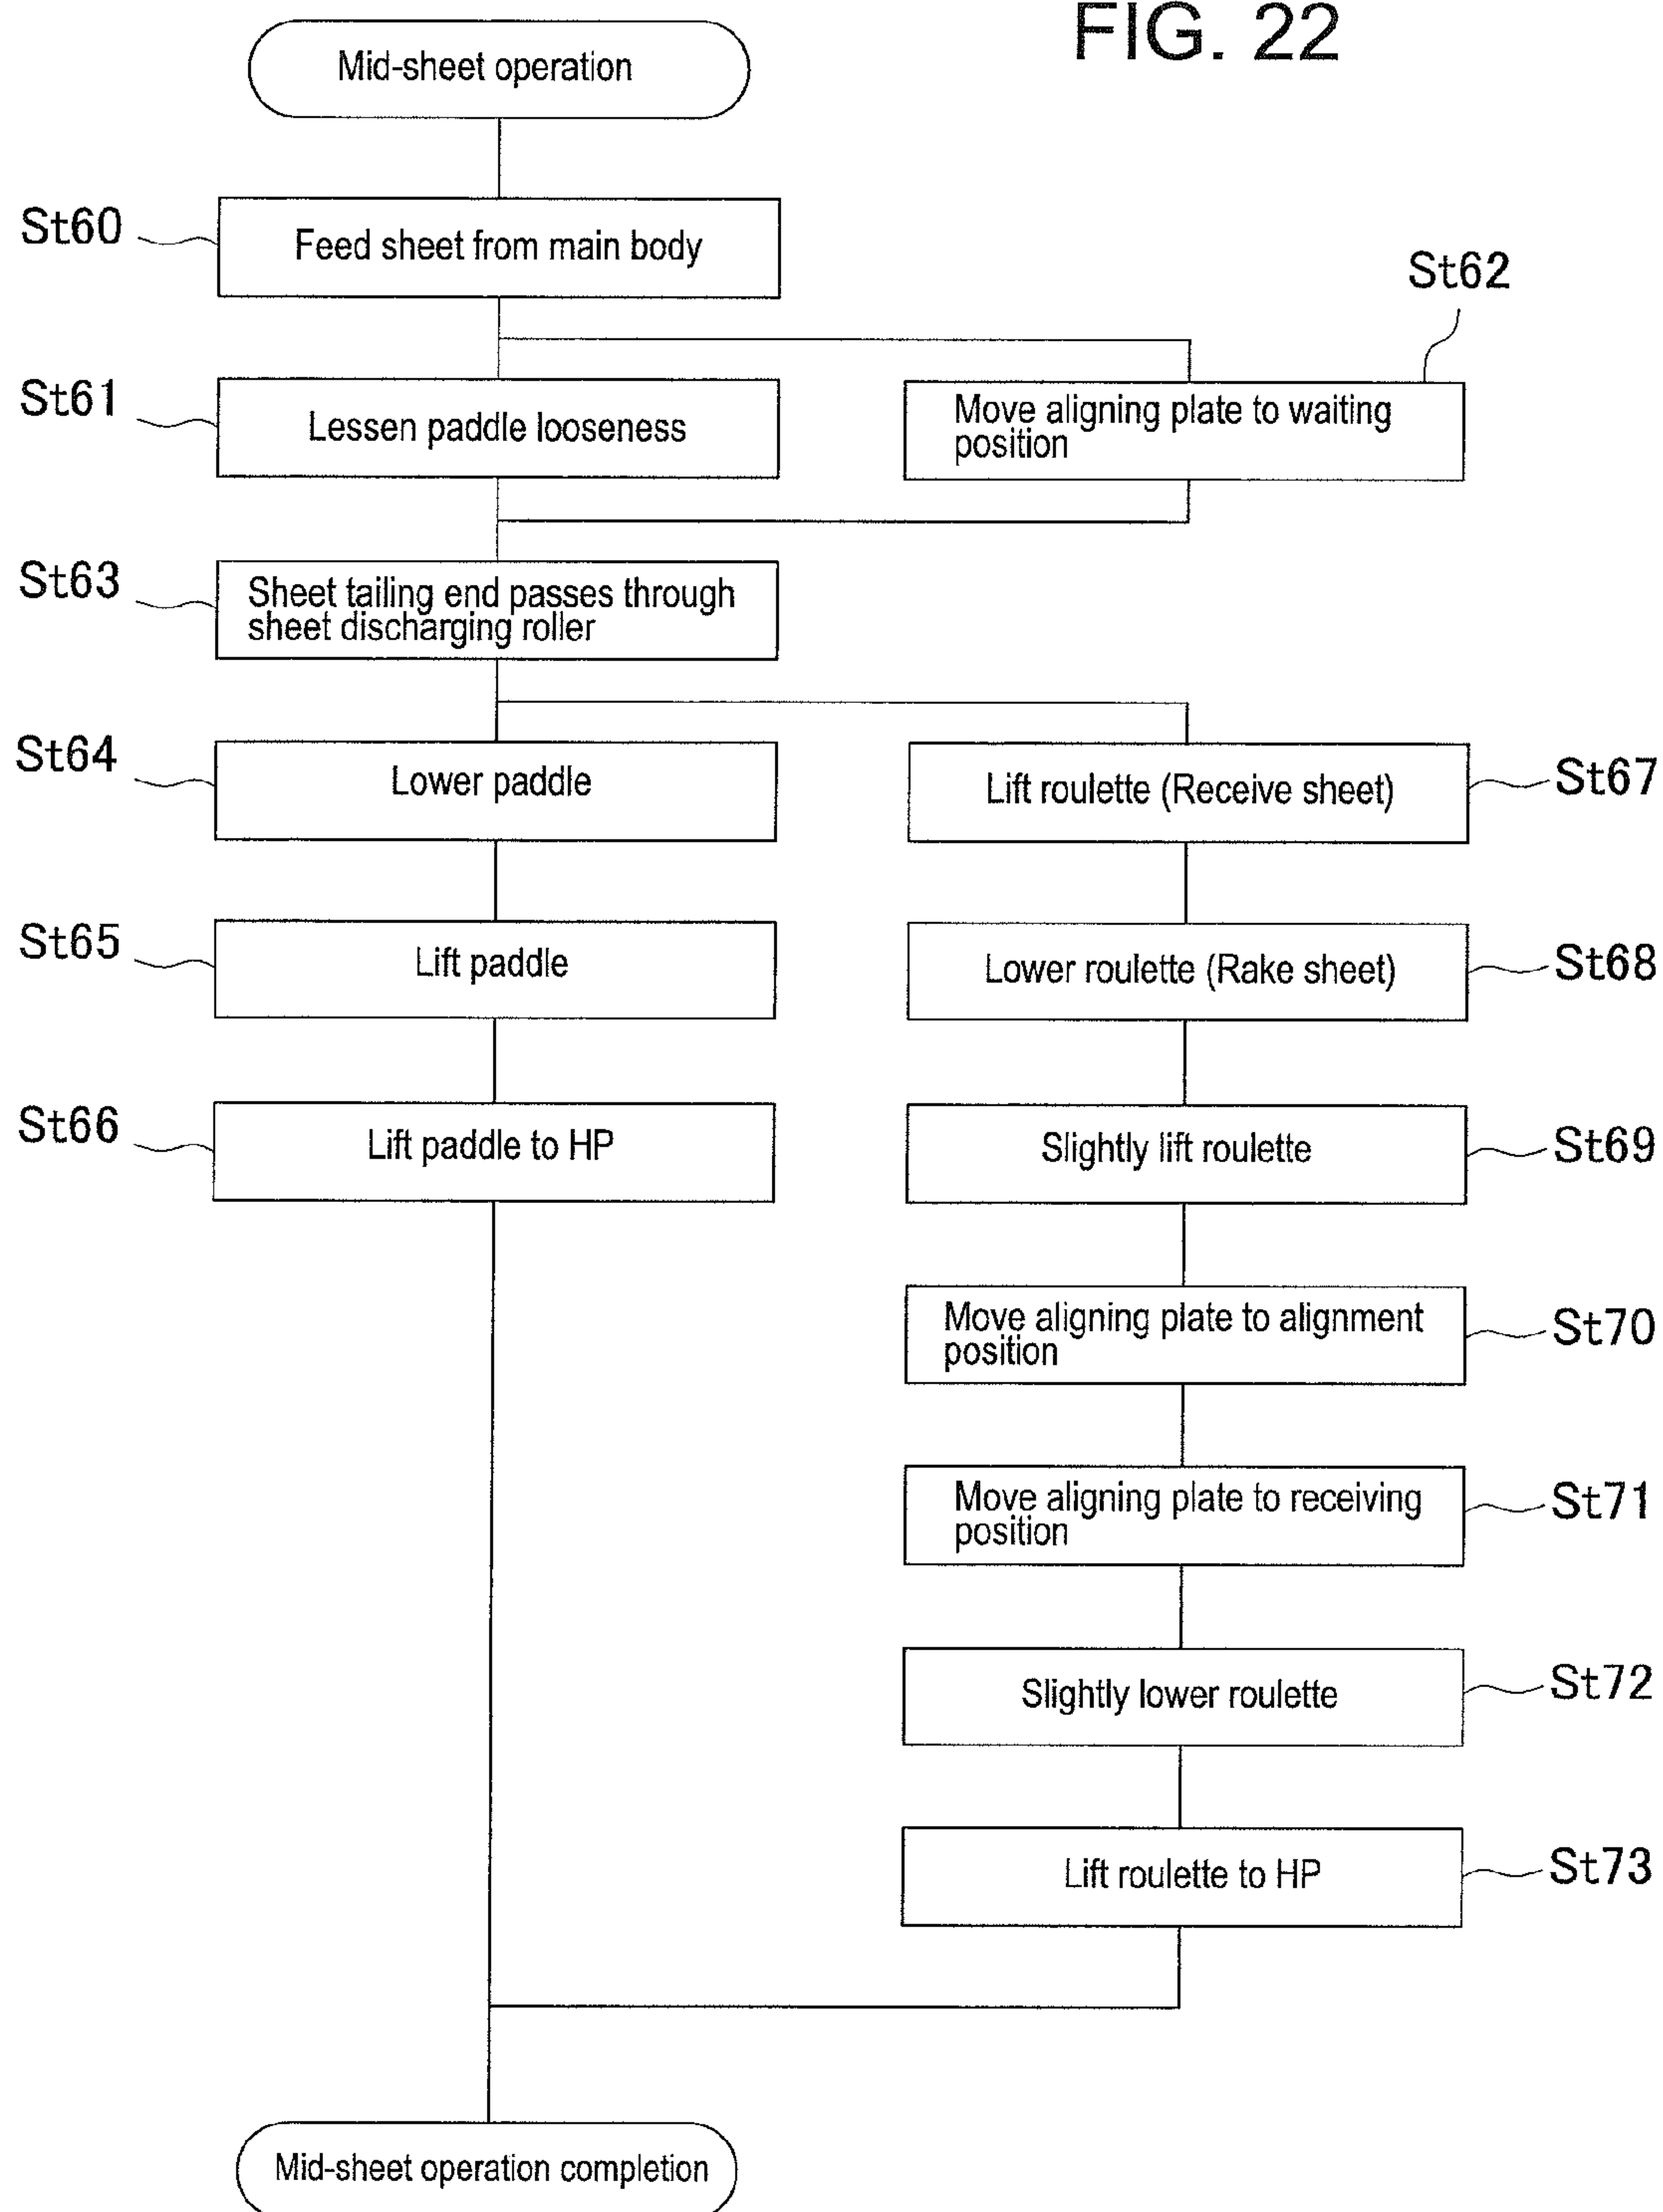 FIG. 22
Mid-sheet operation
St60
Feed sheet from main body
St62
St61
Lessen paddle looseness
Move aligning plate to waiting
position
St63
Sheet tailing end passes through
sheet discharging roller
St64
Lower paddle
Lift roulette (Receive sheet)
St67
St65
Lift paddle
Lower roulette (Rake sheet)
St68
St66
Lift paddle to HP
Slightly lift roulette
St69
Move aligning plate to alignment
position
St70
Move aligning plate to receiving
position
St71
Slightly lower roulette
St72
Lift roulette to HP
St73
Mid-sheet operation completion